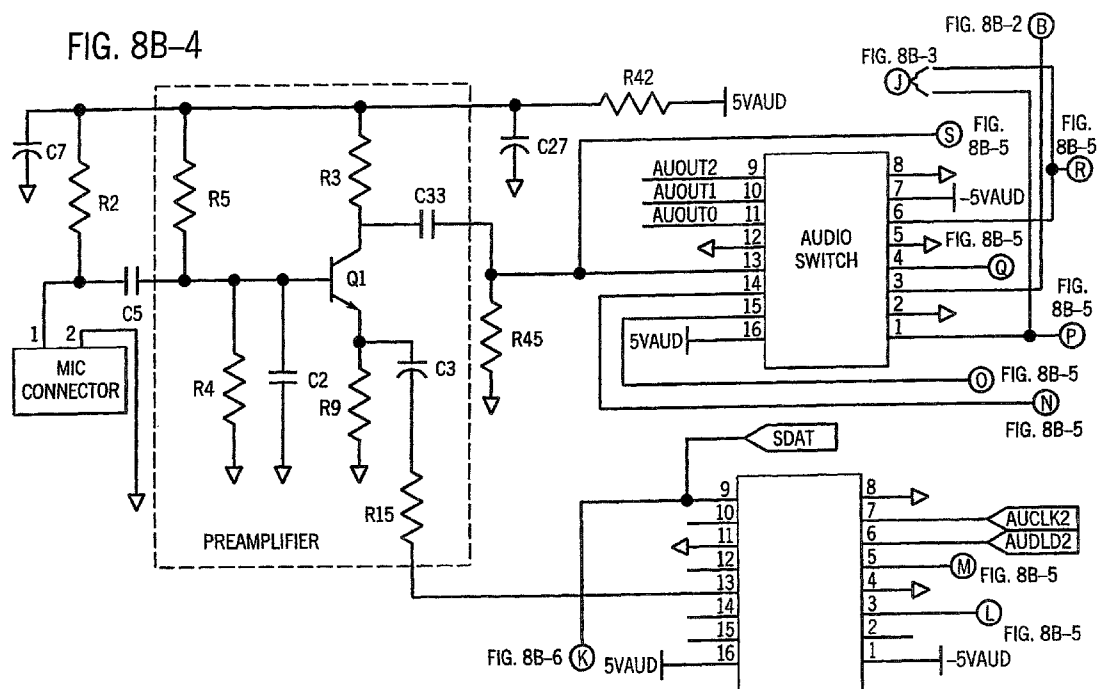 FIG. 8B–4
FIG. 8B–2 B
FIG. 8B–3
J
R42
5VAUD
C7
R2
R5
R3
C27
S FIG. 8B–5
FIG. 8B–5
R
C33
AUOUT2 9
AUOUT1 10
AUOUT0 11
12
13
14
15
5VAUD 16
AUDIO
SWITCH
8
7 –5VAUD
6
5 FIG. 8B–5
4 Q
3
2
1
FIG. 8B–5
P
Q1
C5
1 2
MIC
CONNECTOR
R4
C2
R9
C3
R45
O FIG. 8B–5
N
FIG. 8B–5
R15
PREAMPLIFIER
SDAT
9
10
11
12
13
14
15
FIG. 8B–6 K 5VAUD 16
8
7 AUCLK2
6 AUDLD2
5 M FIG. 8B–5
4
3 L
FIG. 8B–5
2
1 –5VAUD